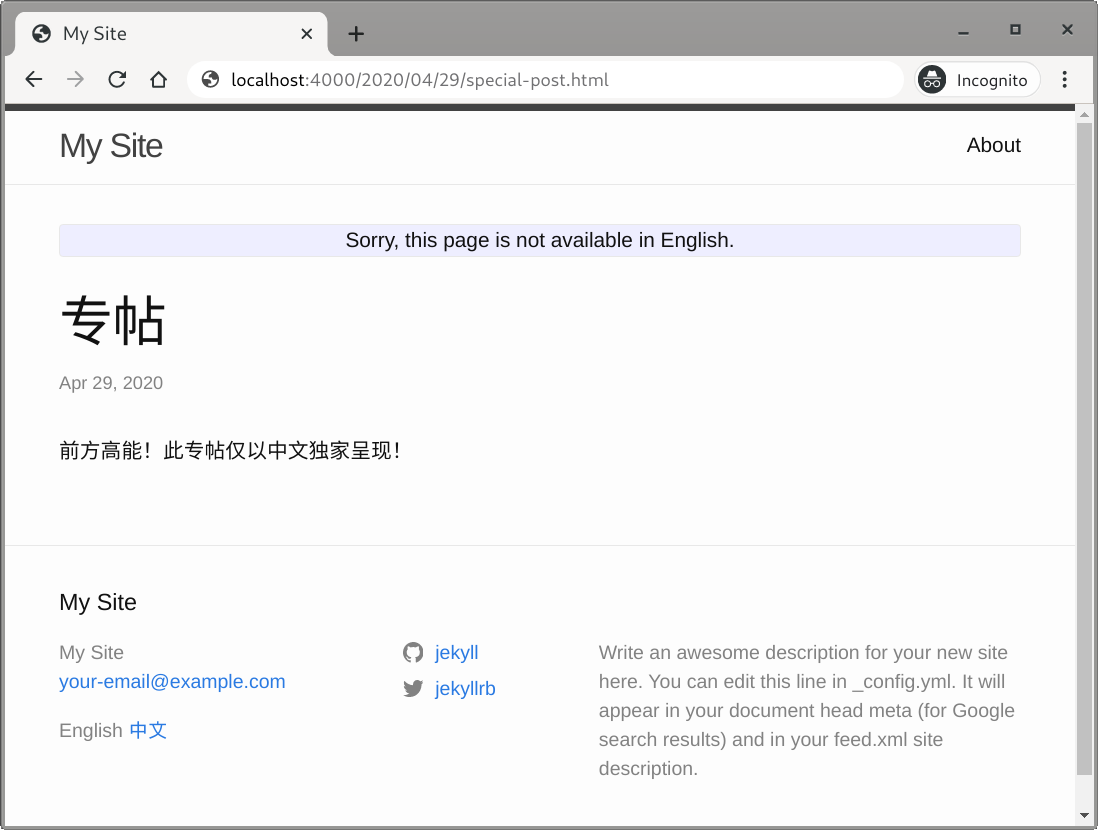 My Site
localhost:4000/2020/04/29/special-post.html
Incognito
My Site
About
Sorry, this page is not available in English.
专帖
Apr 29, 2020
前方高能！此专帖仅以中文独家呈现！
My Site
My Site
your-email@example.com
English 中文
jekyll
jekyllrb
Write an awesome description for your new site
here. You can edit this line in _config.yml. It will
appear in your document head meta (for Google
search results) and in your feed.xml site
description.